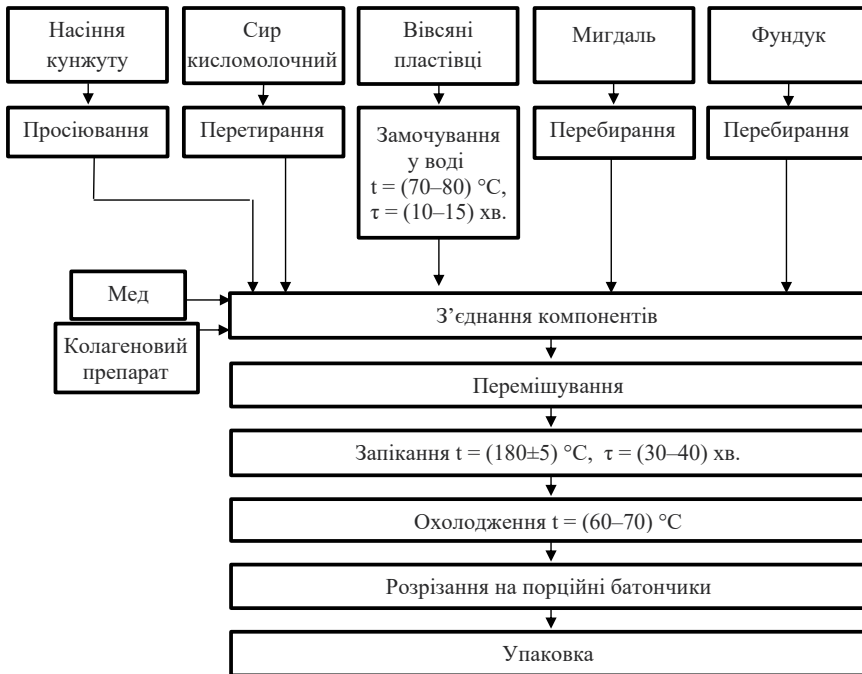 Насіння
кунжуту
Сир
кисломолочний
Вівсяні
пластівці
Мигдаль
Фундук
Просіювання
Перетирання
Замочування
у воді
t = (70–80) °C,
τ = (10–15) хв.
Перебирання
Перебирання
Мед
Колагеновий
препарат
З’єднання компонентів
Перемішування
Запікання t = (180±5) °C, τ = (30–40) хв.
Охолодження t = (60–70) °C
Розрізання на порційні батончики
Упаковка